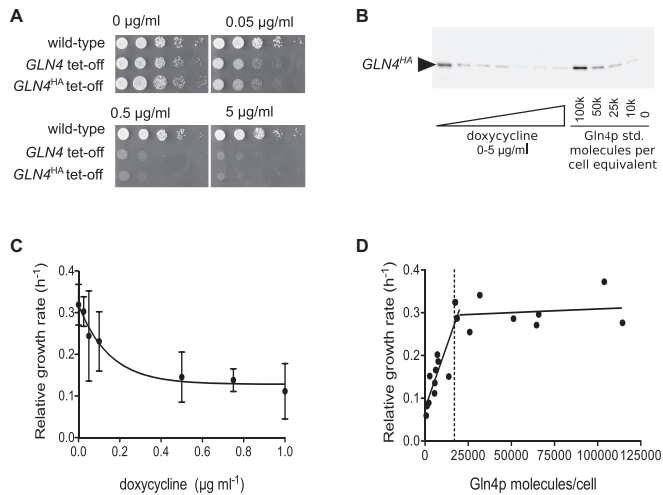 A
0 µg/ml
0.05 µg/ml
wild-type
GLN4 tet-off
GLN4HA tet-off
0.5 µg/ml
5 µg/ml
wild-type
GLN4 tet-off
GLN4HA tet-off
B
GLN4HA
100k
50k
25k
10k
0
doxycycline
0-5 µg/ml
Gln4p std.
molecules per
cell equivalent
C
Relative growth rate (h-1)
0.4
0.3
0.2
0.1
0.0
0.0 0.2 0.4 0.6 0.8 1.0
doxycycline (µg ml-1)
D
Relative growth rate (h-1)
0.4
0.3
0.2
0.1
0.0
0 25000 50000 75000 100000 125000
Gln4p molecules/cell